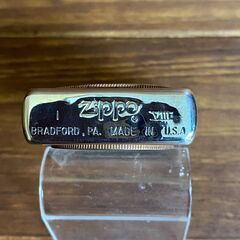 I Zippo VIII
BRADFORD, PA. MADE IN U.S.A